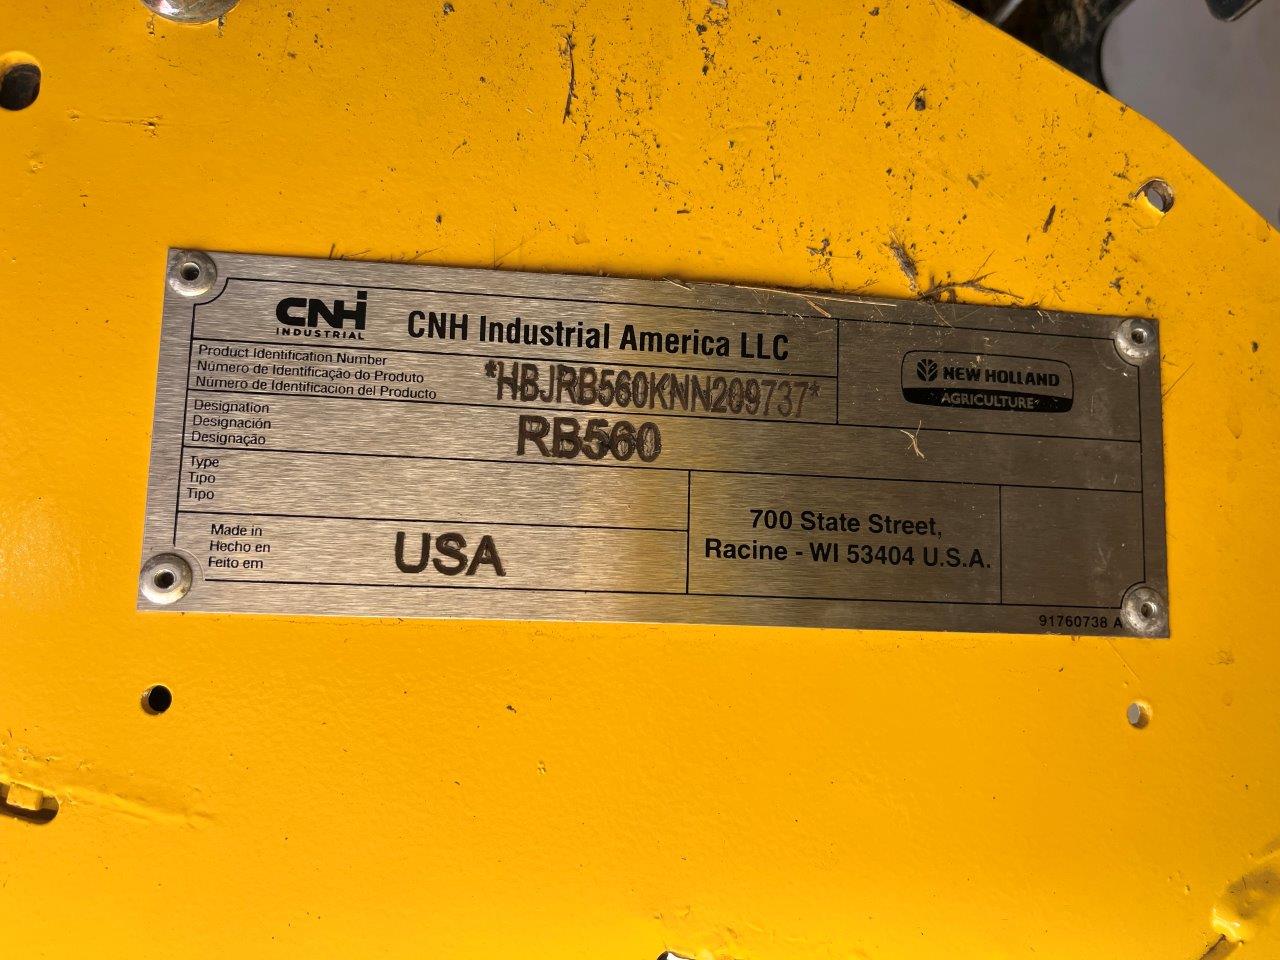 CNH
INDUSTRIAL
CNH Industrial America LLC
NEW HOLLAND
AGRICULTURE
Product Identification Number
Número de Identificação do Produto
Número de Identificacion del Producto
*HBJRB560KNN209737*
Designation
Designación
Designação
RB560
Type
Tipo
Tipo
Made in
Hecho en
Feito em
USA
700 State Street,
Racine - WI 53404 U.S.A.
91760738 A